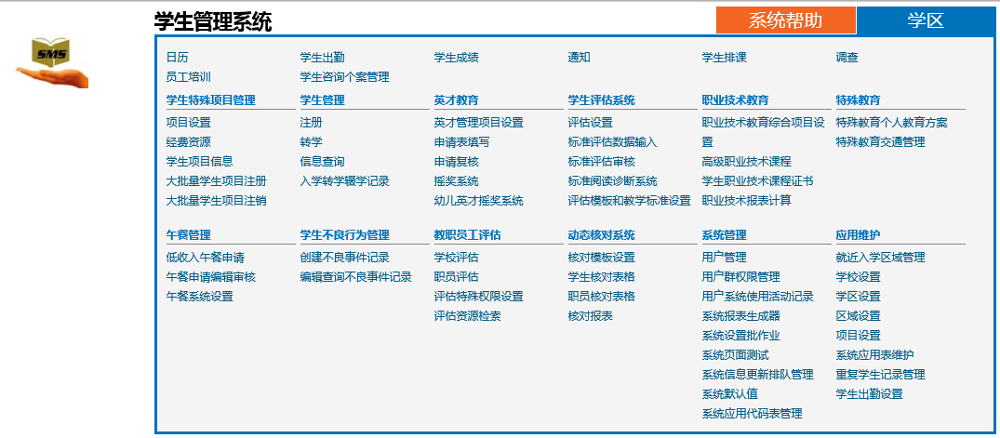 学生管理系统
系统帮助
学区
SMS
日历 学生出勤 学生成绩 通知 学生排课 调查
员工培训 学生咨询个案管理
学生特殊项目管理 学生管理 英才教育 学生评估系统 职业技术教育 特殊教育
项目设置 注册 英才管理项目设置 评估设置 职业技术教育综合项目设 特殊教育个人教育方案
经费资源 转学 申请表填写 标准评估数据输入 置 特殊教育交通管理
学生项目信息 信息查询 申请复核 标准评估审核 高级职业技术课程
大批量学生项目注册 入学转学辍学记录 摇奖系统 标准阅读诊断系统 学生职业技术课程证书
大批量学生项目注销 幼儿英才摇奖系统 评估模板和教学标准设置 职业技术报表计算
午餐管理 学生不良行为管理 教职员工评估 动态核对系统 系统管理 应用维护
低收入午餐申请 创建不良事件记录 学校评估 核对模板设置 用户管理 就近入学区域管理
午餐申请编辑审核 编辑查询不良事件记录 职员评估 学生核对表格 用户群权限管理 学校设置
午餐系统设置 评估特殊权限设置 职员核对表格 用户系统使用活动记录 学区设置
评估资源检索 核对报表 系统报表生成器 区域设置
系统设置批作业 项目设置
系统页面测试 系统应用表维护
系统信息更新排队管理 重复学生记录管理
系统默认值 学生出勤设置
系统应用代码表管理